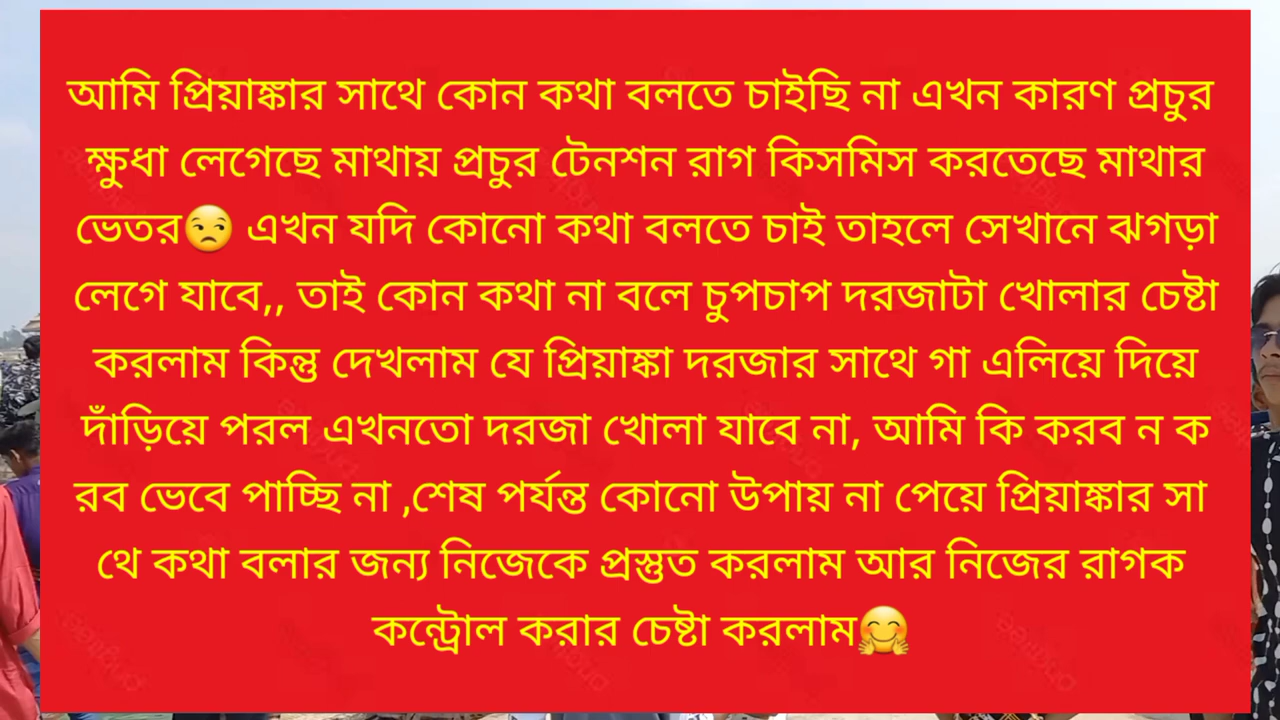 আমি প্রিয়াঙ্কার সাথে কোন কথা বলতে চাইছি না এখন কারণ প্রচুর
ক্ষুধা লেগেছে মাথায় প্রচুর টেনশন রাগ কিসমিস করতেছে মাথার
ভেতর😒 এখন যদি কোনো কথা বলতে চাই তাহলে সেখানে ঝগড়া
লেগে যাবে,, তাই কোন কথা না বলে চুপচাপ দরজাটা খোলার চেষ্টা
করলাম কিন্তু দেখলাম যে প্রিয়াঙ্কা দরজার সাথে গা এলিয়ে দিয়ে
দাঁড়িয়ে পরল এখনতো দরজা খোলা যাবে না, আমি কি করব ন ক
রব ভেবে পাচ্ছি না ,শেষ পর্যন্ত কোনো উপায় না পেয়ে প্রিয়াঙ্কার সা
থে কথা বলার জন্য নিজেকে প্রস্তুত করলাম আর নিজের রাগক
কন্ট্রোল করার চেষ্টা করলাম🤗